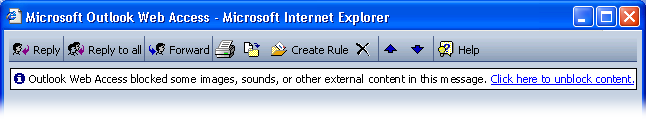 Microsoft Outlook Web Access - Microsoft Internet Explorer
Reply Reply to all Forward Create Rule Help
Outlook Web Access blocked some images, sounds, or other external content in this message. Click here to unblock content.